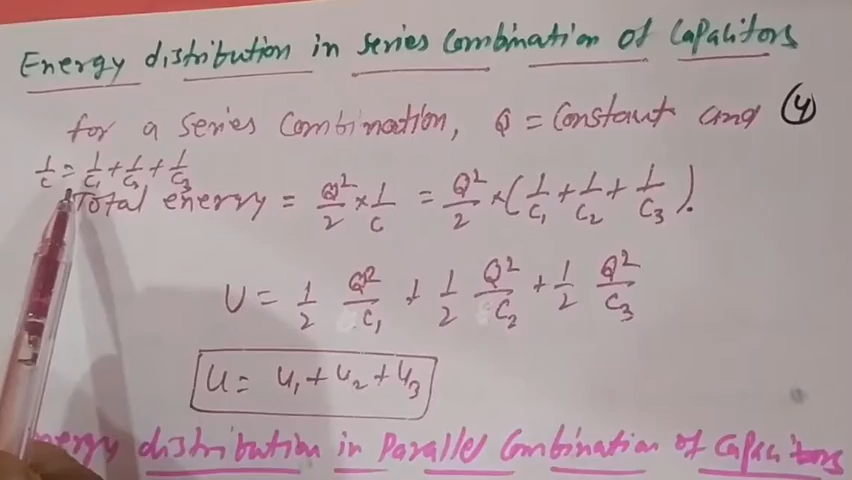 Energy distribution in series Combination of Capacitors
for a series Combination, Q = Constant and (4)
1/C = 1/C₁ + 1/C₂ + 1/C₃
Total energy = Q²/2 × 1/C = Q²/2 × (1/C₁ + 1/C₂ + 1/C₃).
U = 1/2 Q²/C₁ + 1/2 Q²/C₂ + 1/2 Q²/C₃
U = U₁ + U₂ + U₃
Energy distribution in Parallel Combination of Capacitors